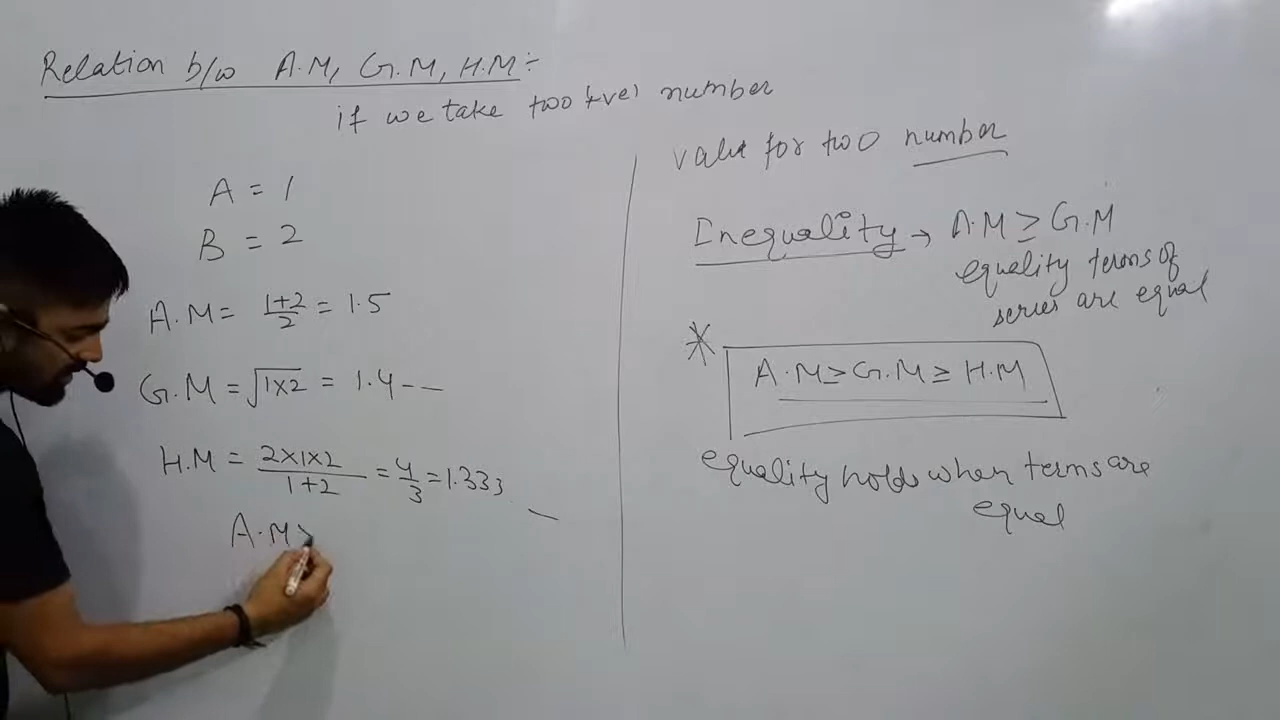 Relation b/w A.M, G.M, H.M :-
if we take two +ve number
A = 1
B = 2
A.M = 1+2/2 = 1.5
G.M = √1×2 = 1.4 --
H.M = 2×1×2/1+2 = 4/3 = 1.333
A.M >
for two number
Inequality → A.M ≥ G.M
equality terms of
series are equal
* A.M ≥ G.M ≥ H.M
equality holds when terms are
equal